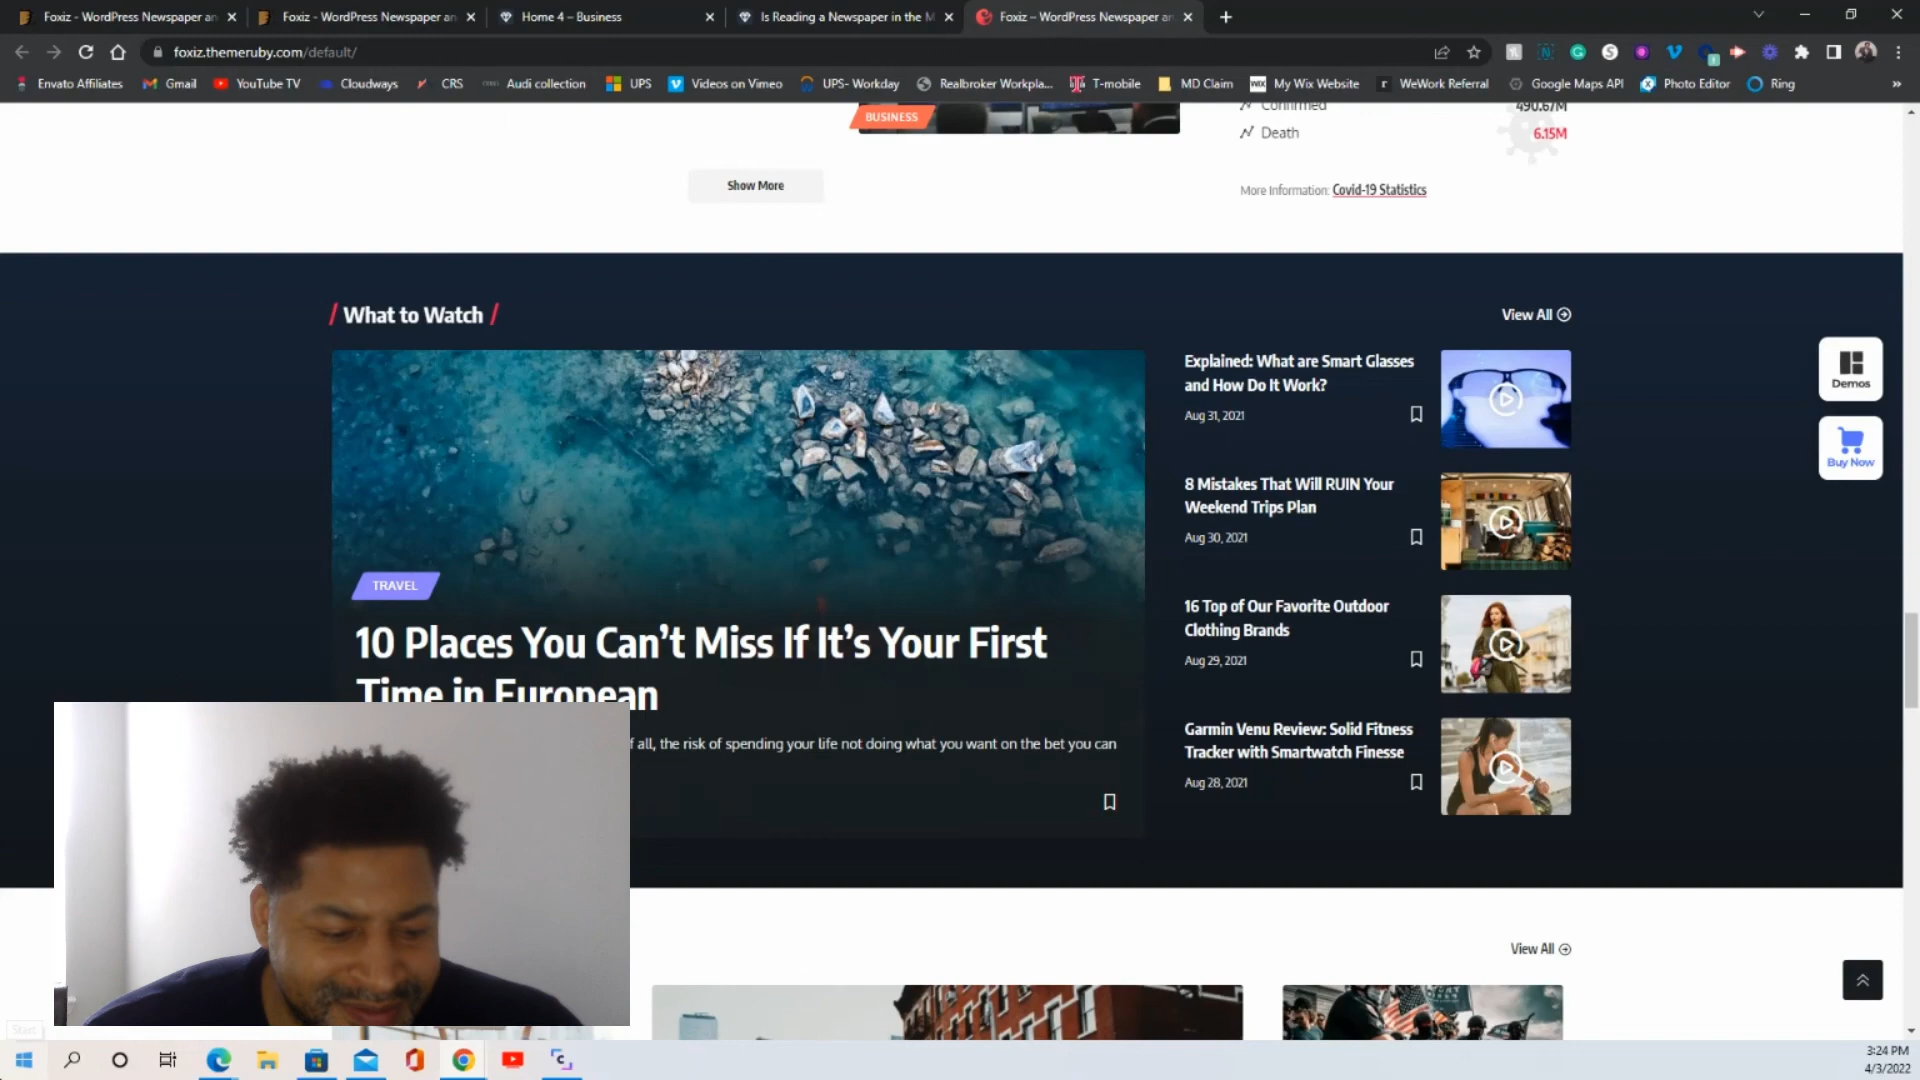 Foxiz - WordPress Newspaper an
Foxiz - WordPress Newspaper an
Home 4 – Business
Is Reading a Newspaper in the M
Foxiz – WordPress Newspaper an
foxiz.themeruby.com/default/
Envato Affiliates
Gmail
YouTube TV
Cloudways
CRS
Audi collection
UPS
Videos on Vimeo
UPS- Workday
Realbroker Workpla...
T-mobile
MD Claim
WIX
My Wix Website
r
WeWork Referral
Google Maps API
Photo Editor
Ring
»
BUSINESS
Confirmed
490.67M
Death
6.15M
Show More
More Information: Covid-19 Statistics
/ What to Watch /
View All
Explained: What are Smart Glasses
and How Do It Work?
Aug 31, 2021
8 Mistakes That Will RUIN Your
Weekend Trips Plan
Aug 30, 2021
16 Top of Our Favorite Outdoor
Clothing Brands
Aug 29, 2021
Garmin Venu Review: Solid Fitness
Tracker with Smartwatch Finesse
Aug 28, 2021
Demos
Buy Now
TRAVEL
10 Places You Can’t Miss If It’s Your First
Time in European
f all, the risk of spending your life not doing what you want on the bet you can
View All
Start
3:24 PM
4/3/2022